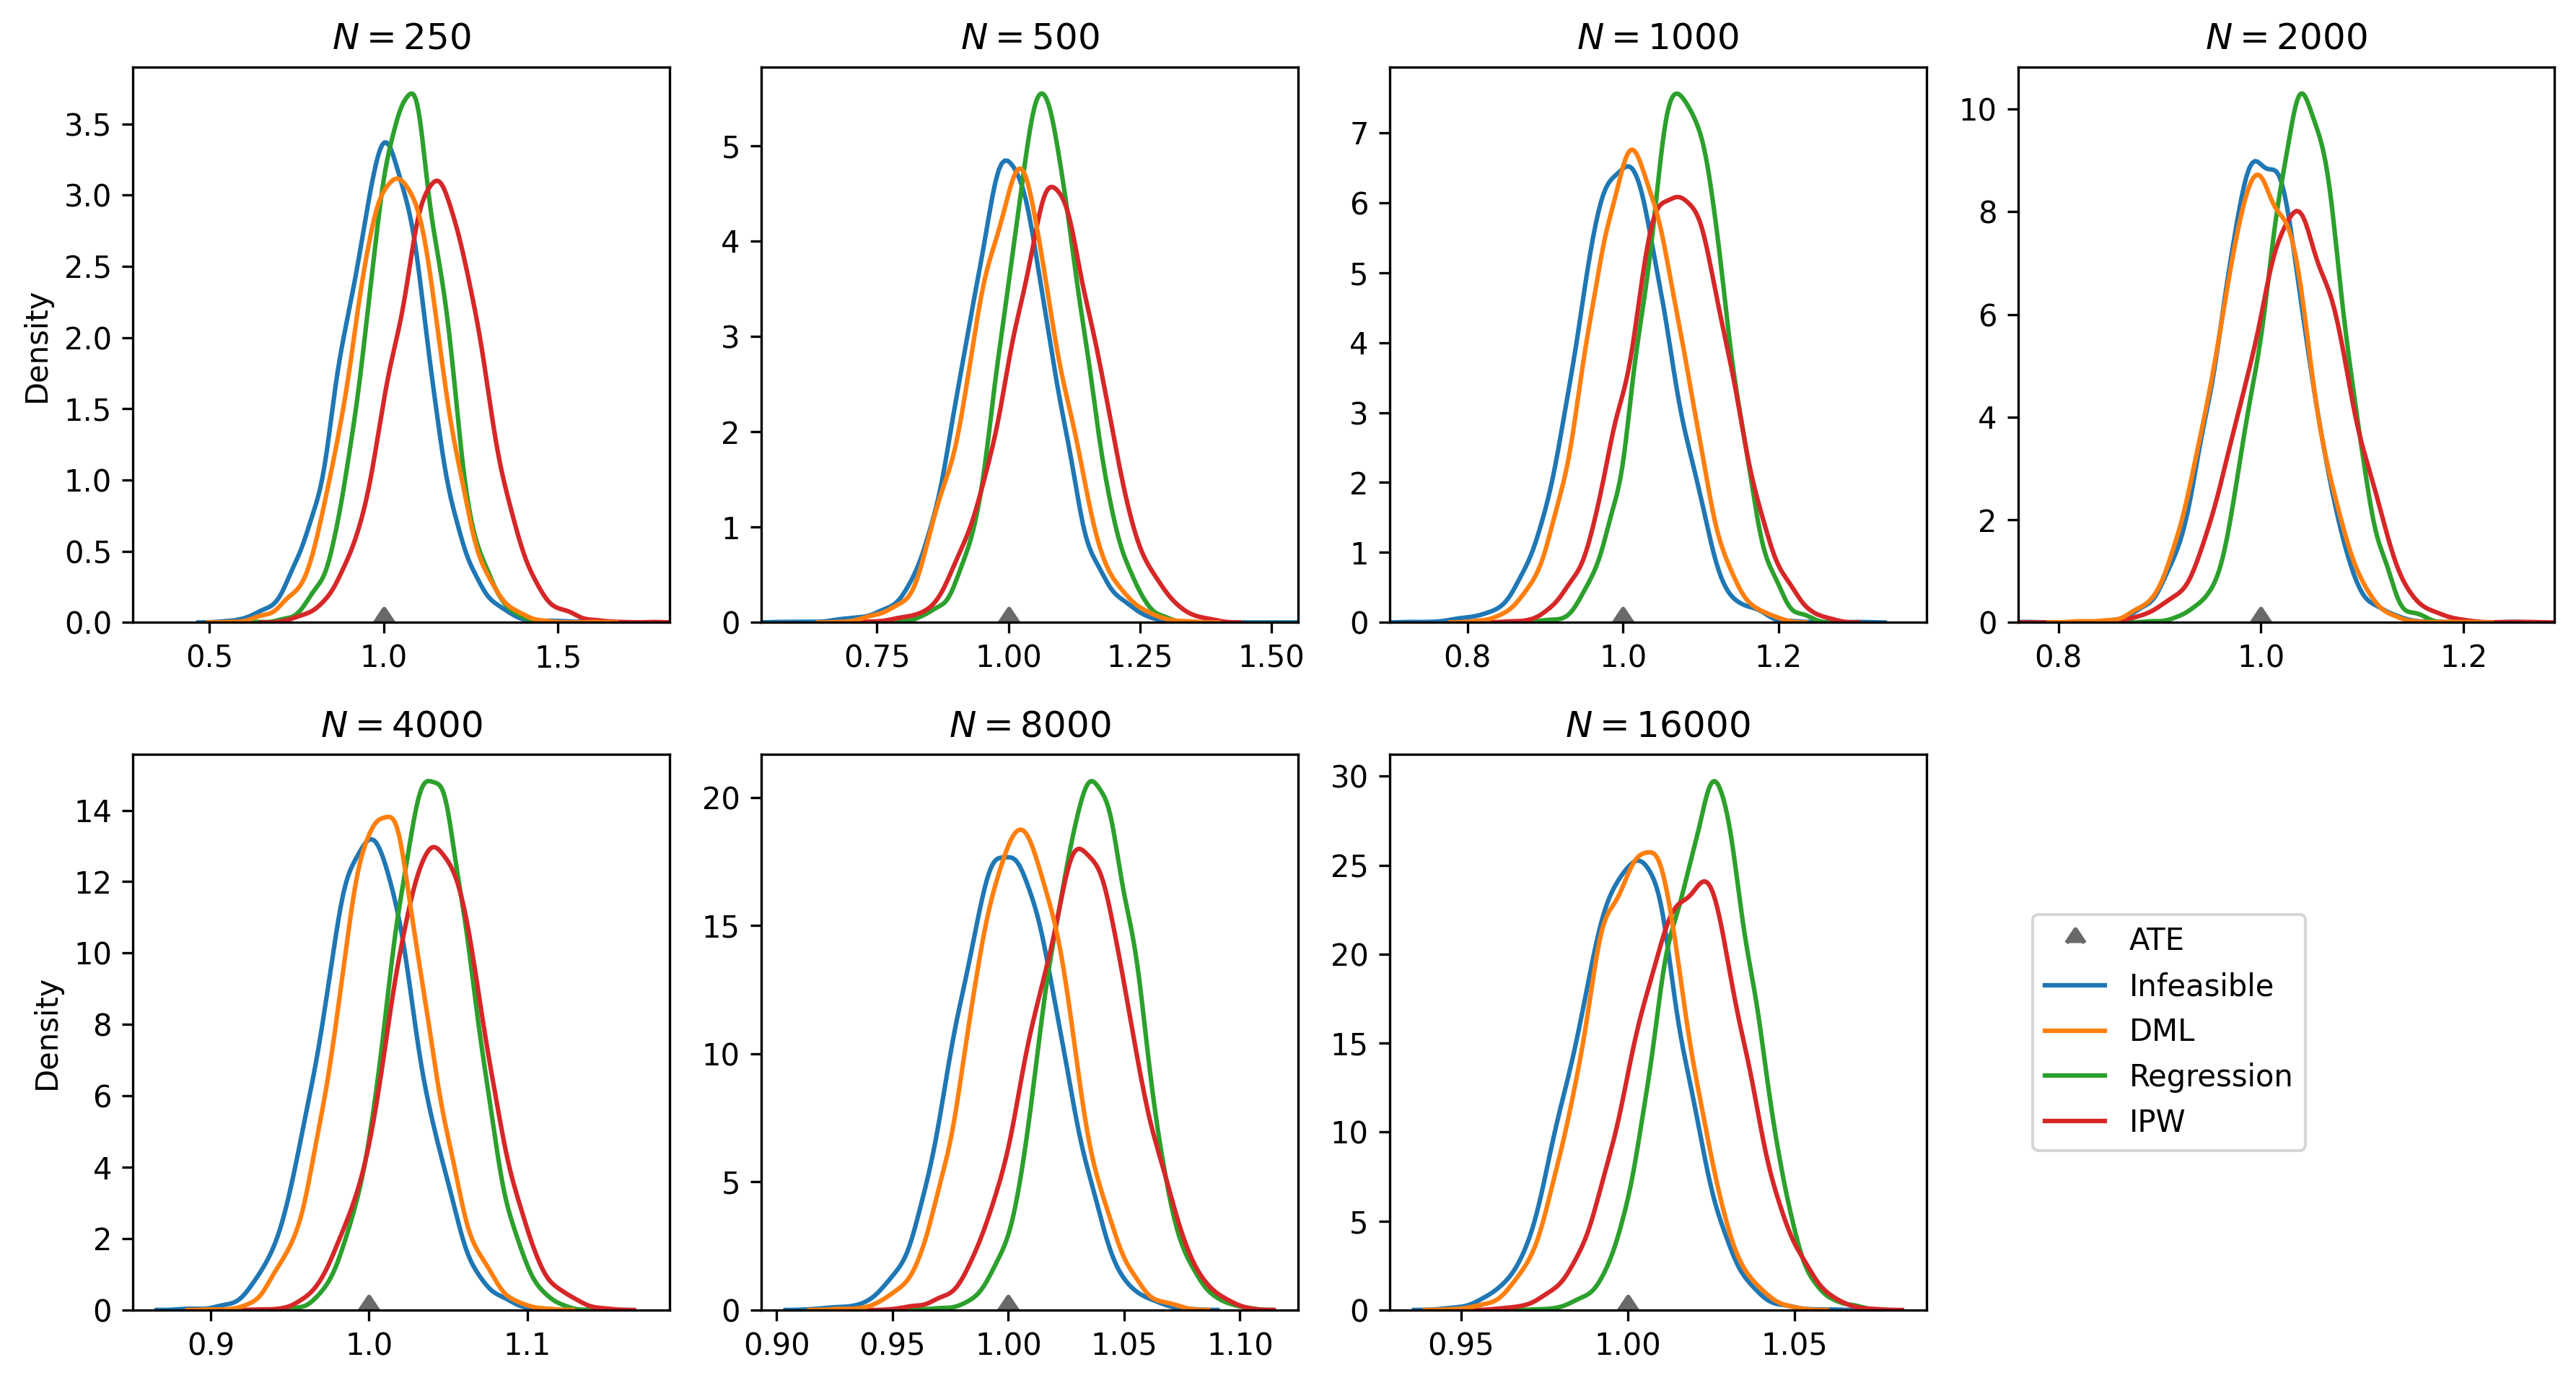 N = 250
N = 500
N = 1000
N = 2000
Density
3.5
3.0
2.5
2.0
1.5
1.0
0.5
0.0
0.5 1.0 1.5
5
4
3
2
1
0
0.75 1.00 1.25 1.50
7
6
5
4
3
2
1
0
0.8 1.0 1.2
10
8
6
4
2
0
0.8 1.0 1.2
N = 4000
N = 8000
N = 16000
Density
14
12
10
8
6
4
2
0
0.9 1.0 1.1
20
15
10
5
0
0.90 0.95 1.00 1.05 1.10
30
25
20
15
10
5
0
0.95 1.00 1.05
ATE
Infeasible
DML
Regression
IPW